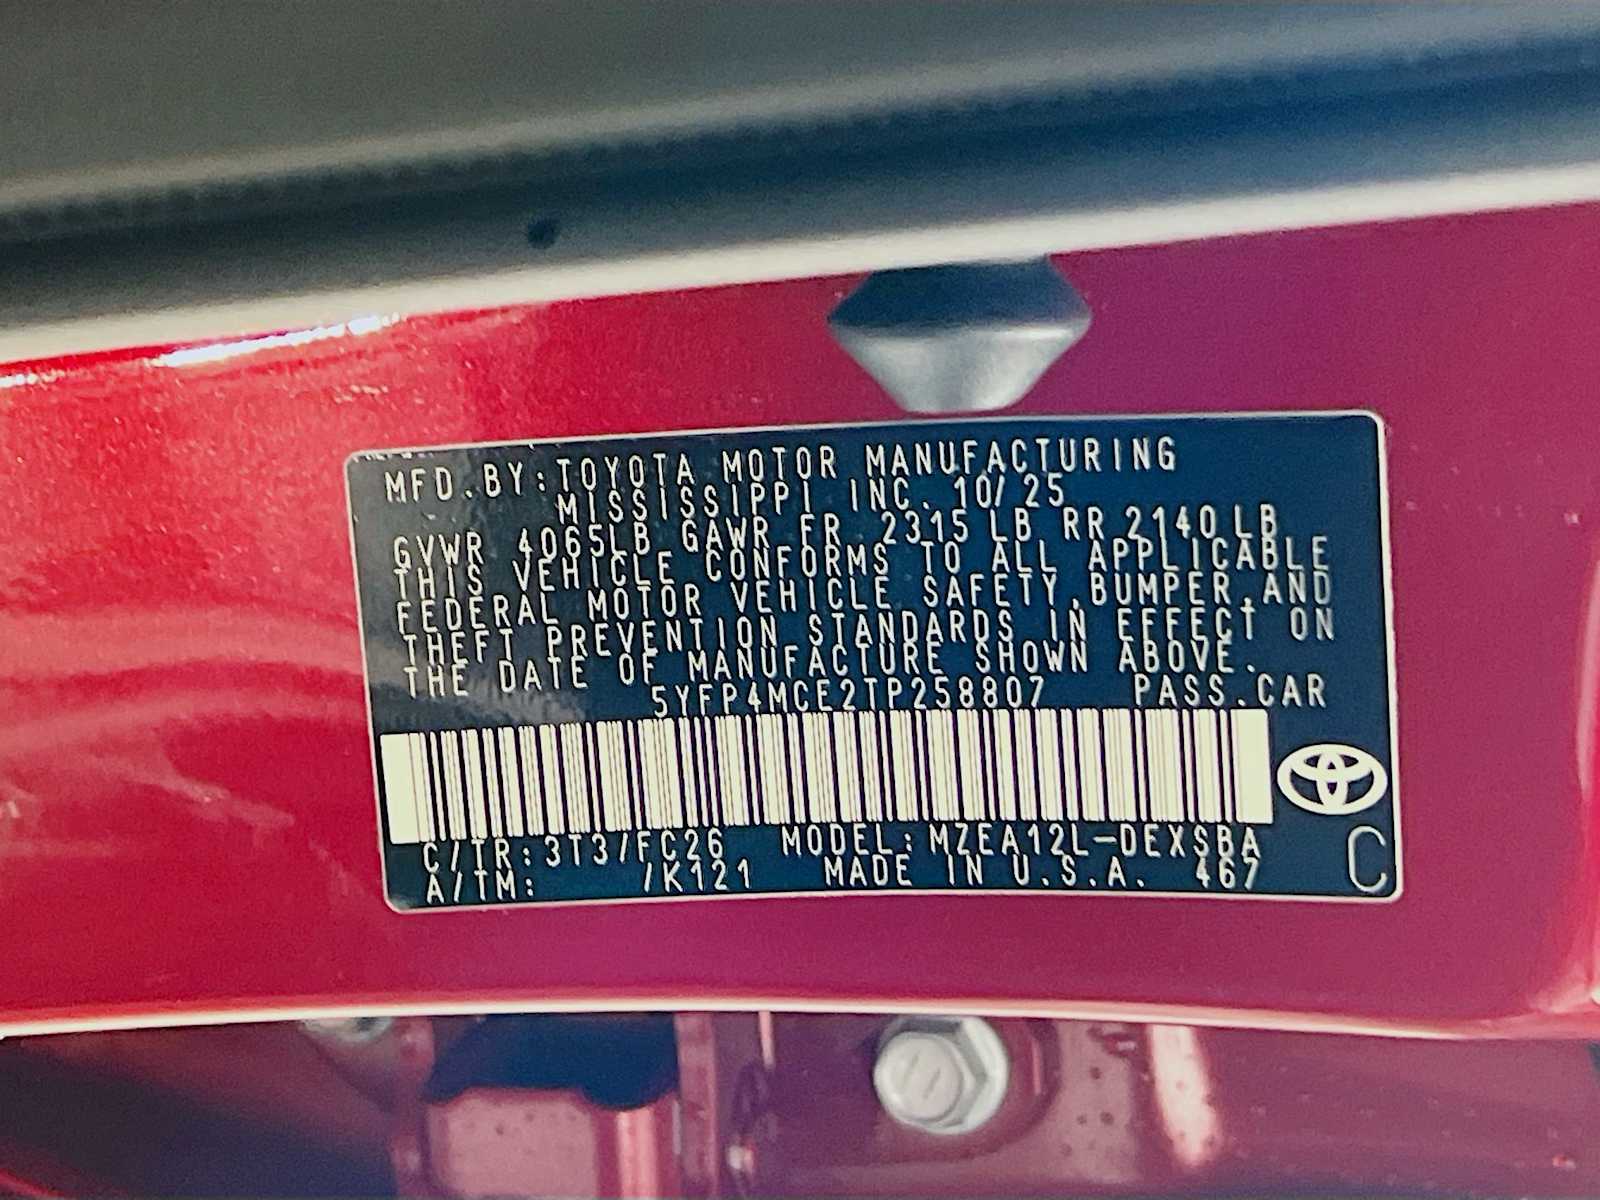 MFD.BY:TOYOTA MOTOR MANUFACTURING
MISSISSIPPI INC. 10/25
GVWR 4065LB GAWR FR 2315 LB RR 2140 LB
THIS VEHICLE CONFORMS TO ALL APPLICABLE
FEDERAL MOTOR VEHICLE SAFETY,BUMPER,AND
THEFT PREVENTION STANDARDS IN EFFECT ON
THE DATE OF MANUFACTURE SHOWN ABOVE.
5YFP4MCE2TP258807 PASS.CAR
C/TR:3T3/FC26 MODEL:MZEA12L-DEXSBA
A/TM: /K121 MADE IN U.S.A. 467
C